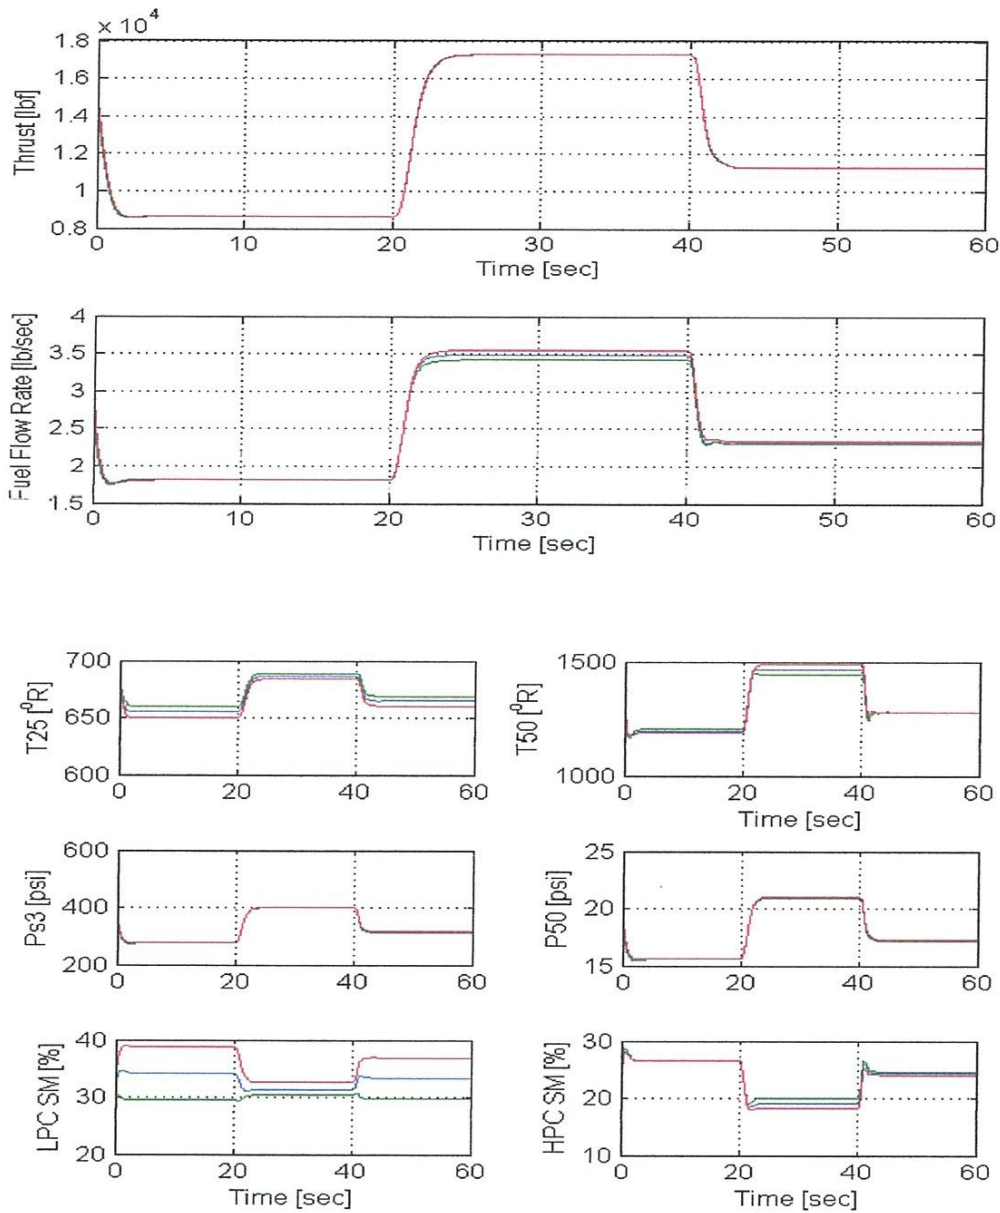 × 10⁴
1.8
1.6
1.4
1.2
1
0.8
Thrust [lbf]
0 10 20 30 40 50 60
Time [sec]
4
3.5
3
2.5
2
1.5
Fuel Flow Rate [lb/sec]
0 10 20 30 40 50 60
Time [sec]
700
650
600
T25 [⁰R]
0 20 40 60
1500
1000
T50 [⁰R]
0 20 40 60
Time [sec]
600
400
200
Ps3 [psi]
0 20 40 60
25
20
15
P50 [psi]
0 20 40 60
40
30
20
LPC SM [%]
0 20 40 60
Time [sec]
30
20
10
HPC SM [%]
0 20 40 60
Time [sec]